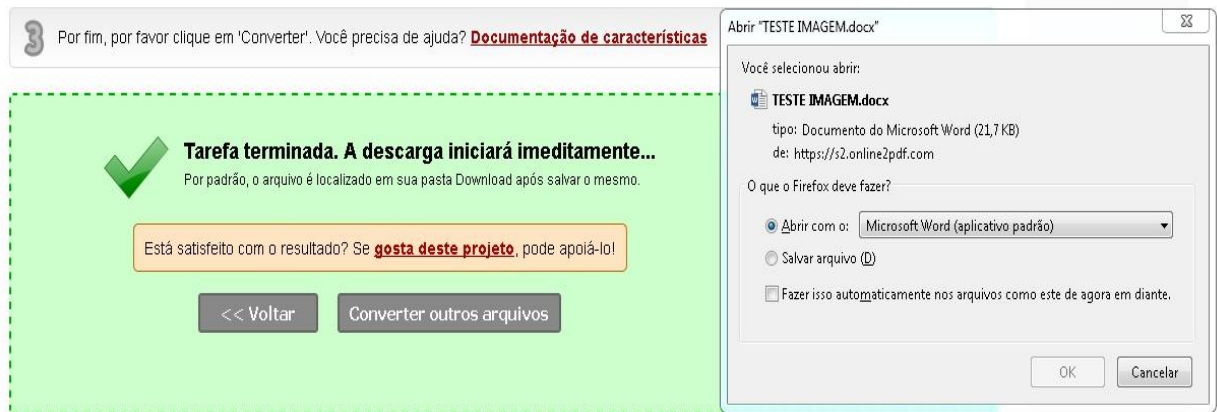 3 Por fim, por favor clique em 'Converter'. Você precisa de ajuda? Documentação de características
Tarefa terminada. A descarga iniciará imeditamente...
Por padrão, o arquivo é localizado em sua pasta Download após salvar o mesmo.
Está satisfeito com o resultado? Se gosta deste projeto, pode apoiá-lo!
<< Voltar
Converter outros arquivos
Abrir "TESTE IMAGEM.docx"
Você selecionou abrir:
TESTE IMAGEM.docx
tipo: Documento do Microsoft Word (21,7 KB)
de: https://s2.online2pdf.com
O que o Firefox deve fazer?
Abrir com o: Microsoft Word (aplicativo padrão)
Salvar arquivo (D)
Fazer isso automaticamente nos arquivos como este de agora em diante.
OK
Cancelar